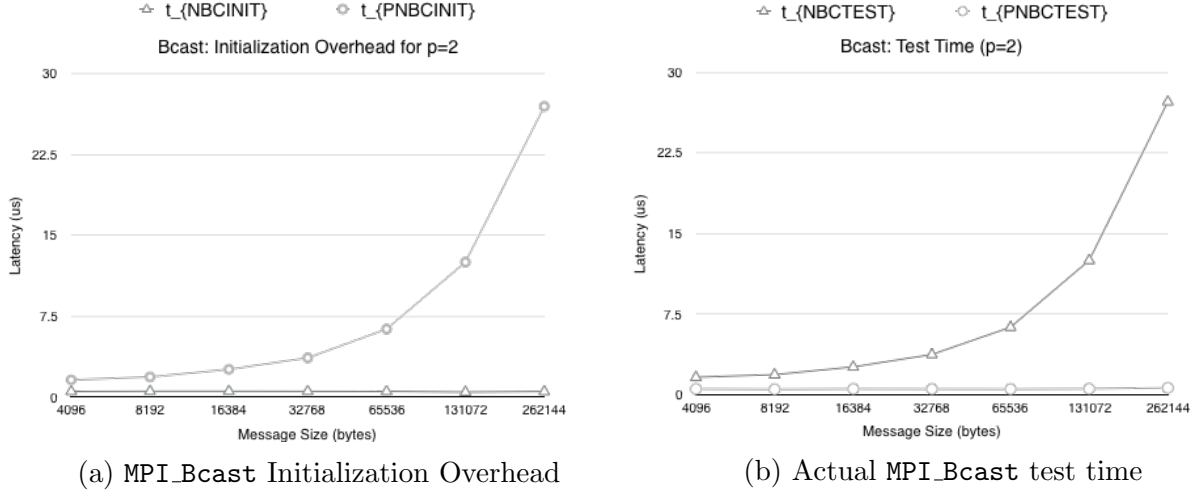 t_{NBCINIT} t_{PNBCINIT}
Bcast: Initialization Overhead for p=2
30
22.5
15
7.5
0
Latency (us)
4096 8192 16384 32768 65536 131072 262144
Message Size (bytes)
(a) MPI_Bcast Initialization Overhead
t_{NBCTEST} t_{PNBCTEST}
Bcast: Test Time (p=2)
30
22.5
15
7.5
0
Latency (us)
4096 8192 16384 32768 65536 131072 262144
Message Size (bytes)
(b) Actual MPI_Bcast test time